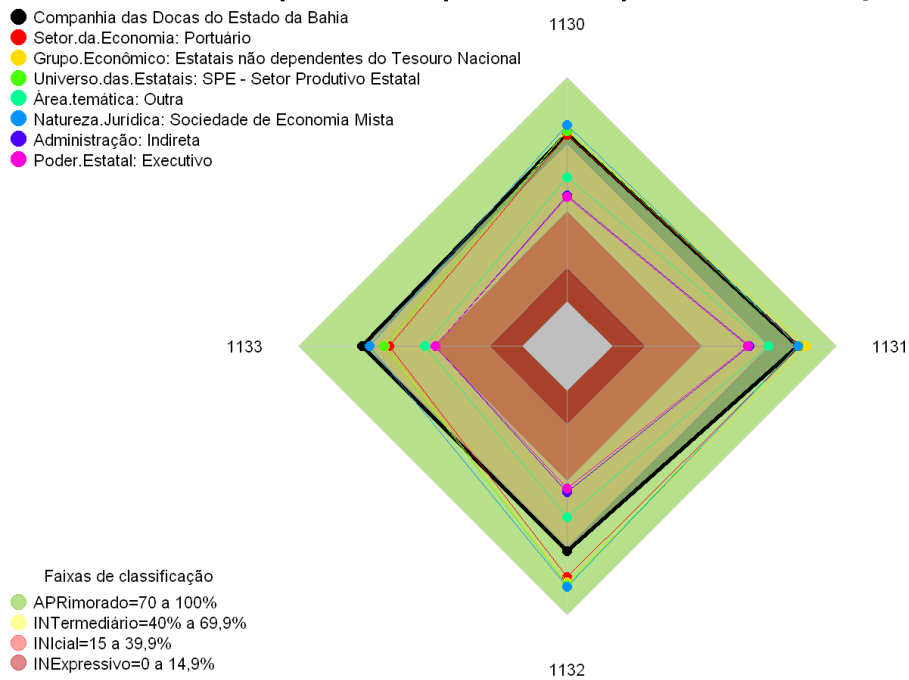 Companhia das Docas do Estado da Bahia
Setor.da.Economia: Portuário
Grupo.Econômico: Estatais não dependentes do Tesouro Nacional
Universo.das.Estatais: SPE - Setor Produtivo Estatal
Área.temática: Outra
Natureza.Jurídica: Sociedade de Economia Mista
Administração: Indireta
Poder.Estatal: Executivo
1130
1133
1131
1132
Faixas de classificação
APRimorado=70 a 100%
INTermediário=40% a 69,9%
INIcial=15 a 39,9%
INExpressivo=0 a 14,9%